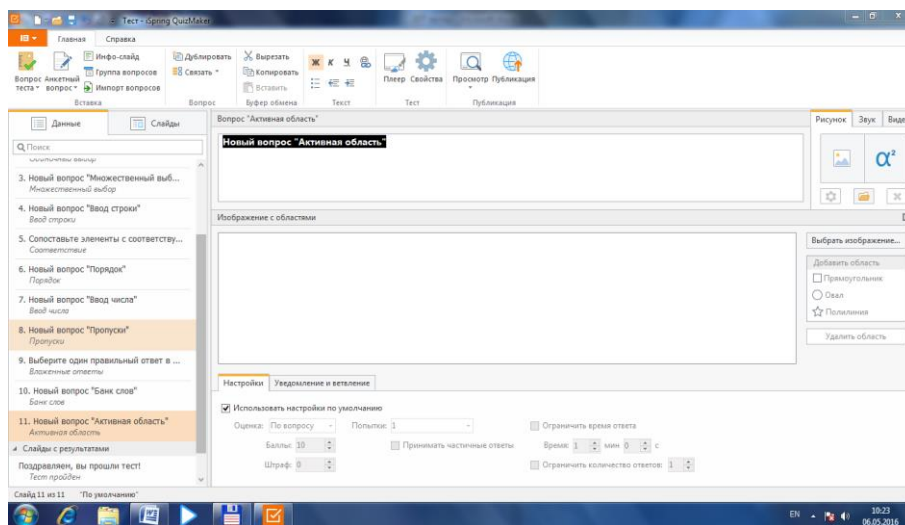 Тест - iSpring QuizMaker
Главная Справка
Вопрос теста
Анкетный вопрос
Инфо-слайд
Группа вопросов
Импорт вопросов
Вставка
Дублировать
Связать
Вопрос
Вырезать
Копировать
Вставить
Буфер обмена
Ж К Ч
Текст
Плеер Свойства
Тест
Просмотр Публикация
Публикация
Данные Слайды
Поиск
3. Новый вопрос "Множественный выб...
Множественный выбор
4. Новый вопрос "Ввод строки"
Ввод строки
5. Сопоставьте элементы с соответству...
Соответствие
6. Новый вопрос "Порядок"
Порядок
7. Новый вопрос "Ввод числа"
Ввод числа
8. Новый вопрос "Пропуски"
Пропуски
9. Выберите один правильный ответ в ...
Вложенные ответы
10. Новый вопрос "Банк слов"
Банк слов
11. Новый вопрос "Активная область"
Активная область
Слайды с результатами
Поздравляем, вы прошли тест!
Тест пройден
Вопрос "Активная область"
Новый вопрос "Активная область"
Рисунок Звук Виде
α²
Изображение с областями
Выбрать изображение...
Добавить область
Прямоугольник
Овал
Полилиния
Удалить область
Настройки Уведомление и ветвление
Использовать настройки по умолчанию
Оценка: По вопросу Попытки: 1 Ограничить время ответа
Баллы: 10 Принимать частичные ответы Время: 1 мин 0 с
Штраф: 0 Ограничить количество ответов: 1
Слайд 11 из 11 "По умолчанию"
EN 10:23
06.05.2016